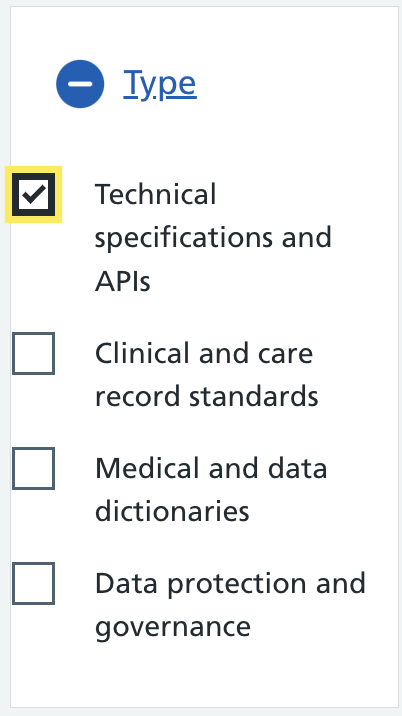 Type
Technical
specifications and
APIs
Clinical and care
record standards
Medical and data
dictionaries
Data protection and
governance